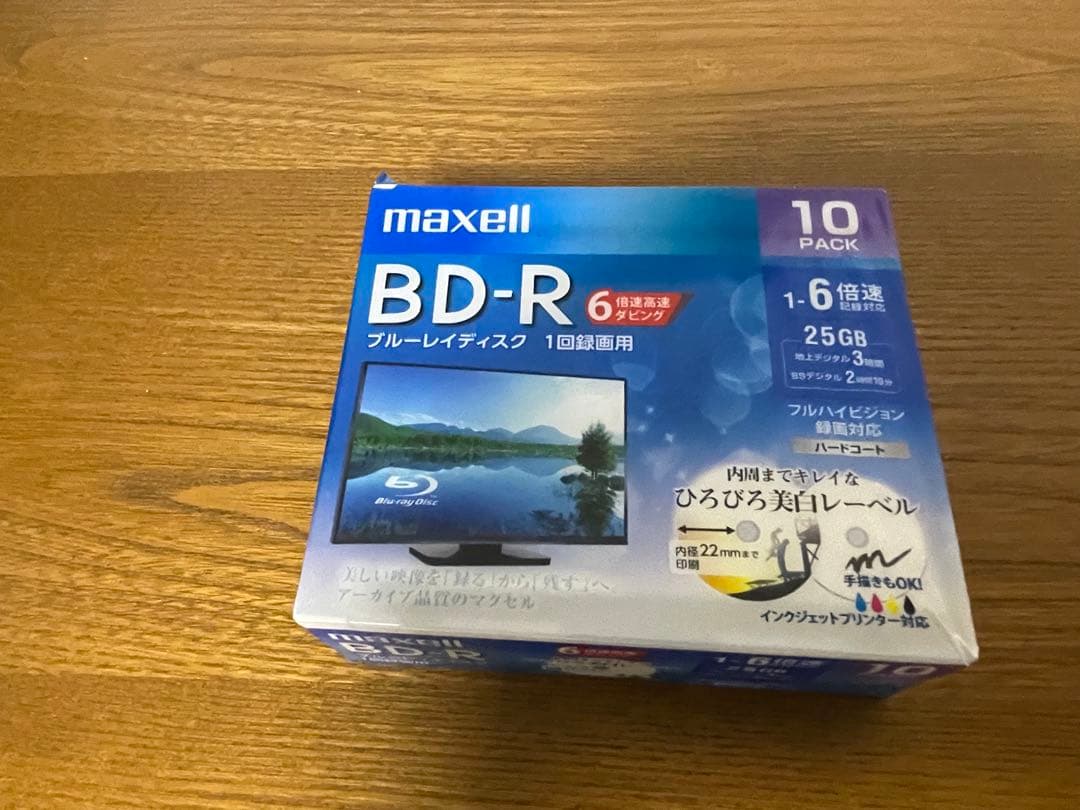 maxell
10
PACK
BD-R
6倍速高速
ダビング
ブルーレイディスク 1回録画用
1-6倍速
記録対応
25GB
地上デジタル3時間
BSデジタル2時間10分
フルハイビジョン
録画対応
ハードコート
Blu-ray Disc
内周までキレイな
ひろびろ美白レーベル
内径22mmまで
印刷
手描きもOK!
インクジェットプリンター対応
美しい映像を「録る」から「残す」へ
アーカイブ品質のマクセル
maxell
BD-R
6
1-6倍速
25GB
10